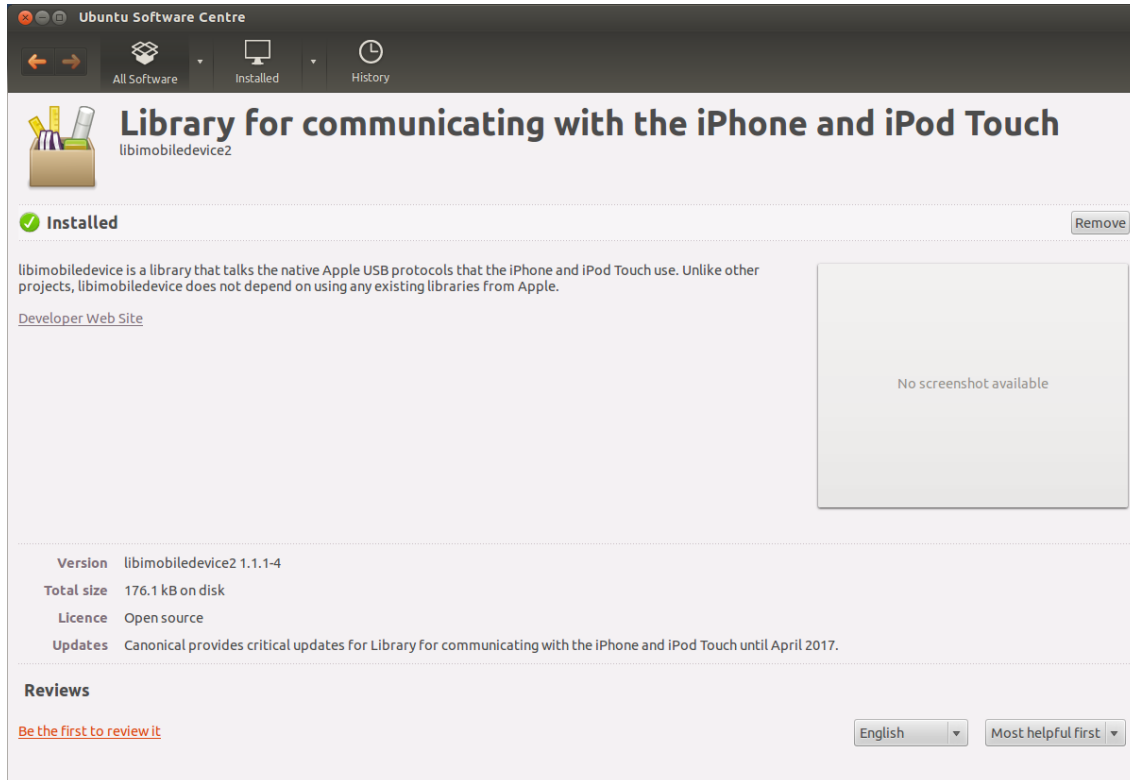 Ubuntu Software Centre
All Software
Installed
History
Library for communicating with the iPhone and iPod Touch
libimobiledevice2
Installed
Remove
libimobiledevice is a library that talks the native Apple USB protocols that the iPhone and iPod Touch use. Unlike other
projects, libimobiledevice does not depend on using any existing libraries from Apple.
Developer Web Site
No screenshot available
Version libimobiledevice2 1.1.1-4
Total size 176.1 kB on disk
Licence Open source
Updates Canonical provides critical updates for Library for communicating with the iPhone and iPod Touch until April 2017.
Reviews
Be the first to review it
English
Most helpful first